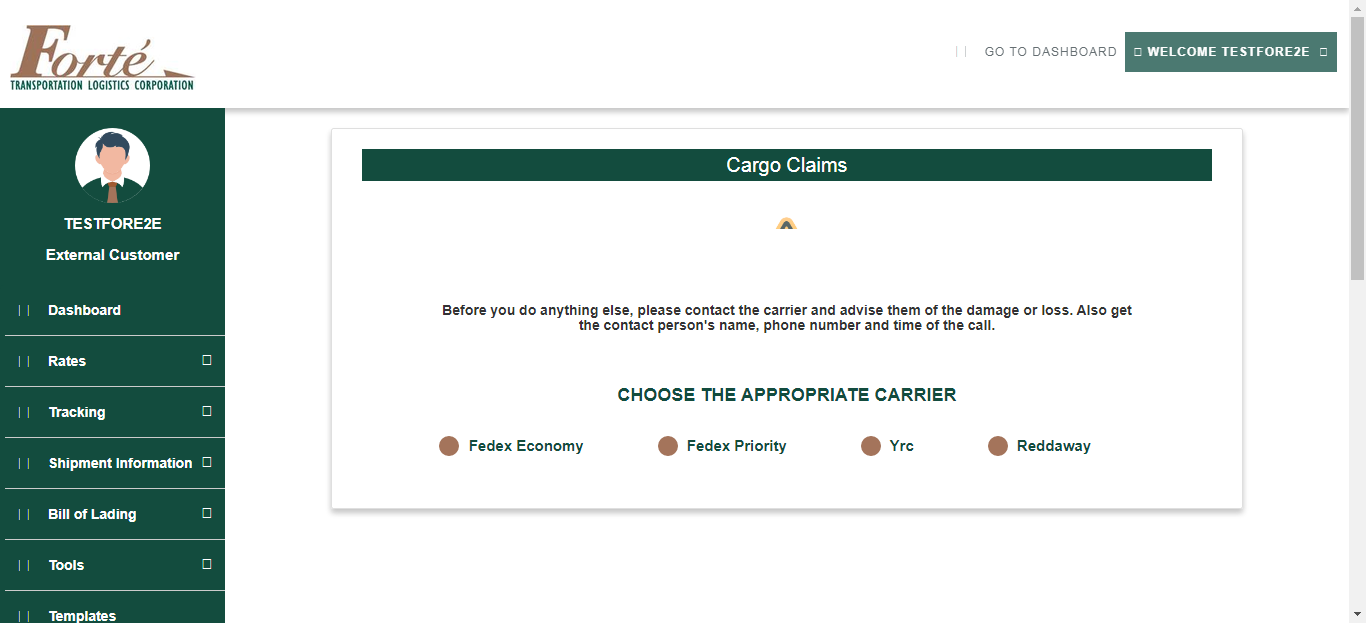 Forté
TRANSPORTATION LOGISTICS CORPORATION
GO TO DASHBOARD
WELCOME TESTFORE2E
TESTFORE2E
External Customer
Dashboard
Rates
Tracking
Shipment Information
Bill of Lading
Tools
Templates
Cargo Claims
Before you do anything else, please contact the carrier and advise them of the damage or loss. Also get
the contact person's name, phone number and time of the call.
CHOOSE THE APPROPRIATE CARRIER
Fedex Economy
Fedex Priority
Yrc
Reddaway